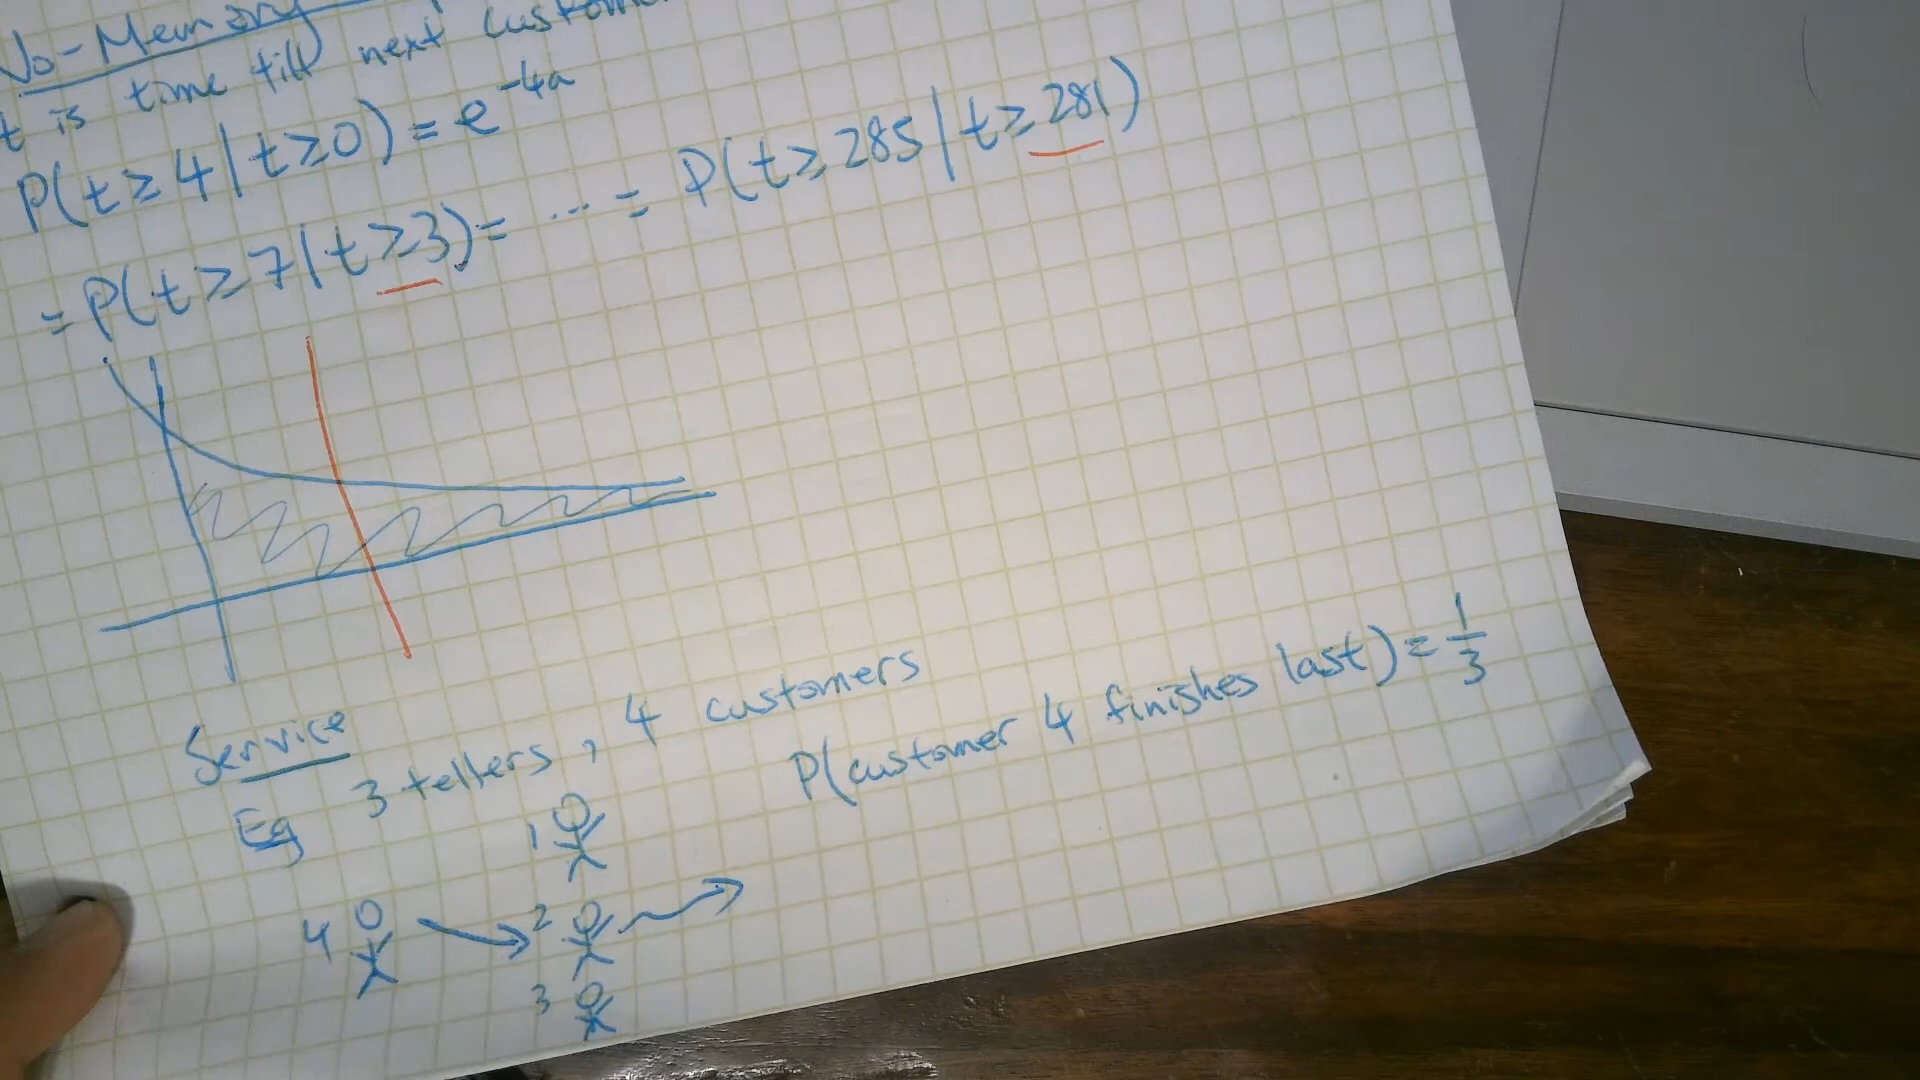 No-Memory
t is time till next customer
P(t ≥ 4 | t ≥ 0) = e^-4a
= P(t ≥ 7 | t ≥ 3) = ... = P(t ≥ 285 | t ≥ 281)
Service
Eg 3 tellers, 4 customers
P(customer 4 finishes last) = 1/3
1
4 2
3